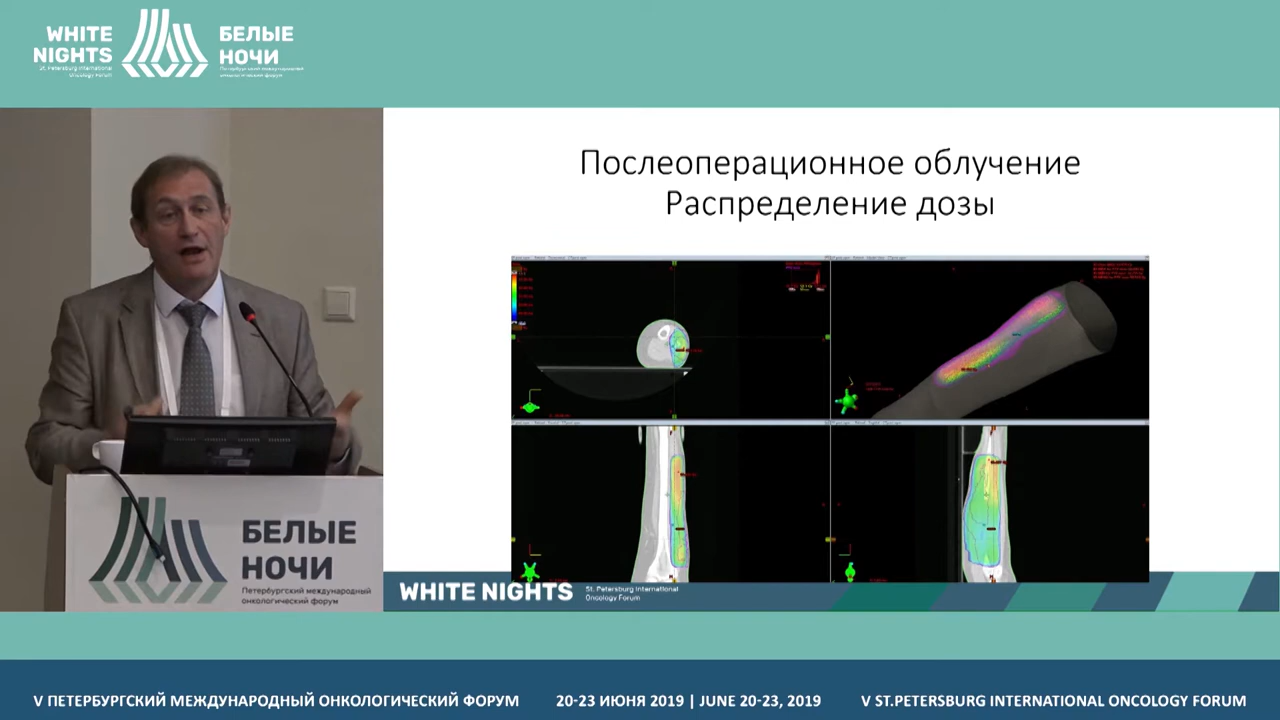 WHITE
NIGHTS
St. Petersburg International
Oncology Forum
БЕЛЫЕ
НОЧИ
Петербургский международный
онкологический форум
Послеоперационное облучение
Распределение дозы
БЕЛЫЕ
НОЧИ
Петербургский международный
онкологический форум
WHITE NIGHTS
St. Petersburg International
Oncology Forum
V ПЕТЕРБУРГСКИЙ МЕЖДУНАРОДНЫЙ ОНКОЛОГИЧЕСКИЙ ФОРУМ
20-23 ИЮНЯ 2019 | JUNE 20-23, 2019
V ST.PETERSBURG INTERNATIONAL ONCOLOGY FORUM